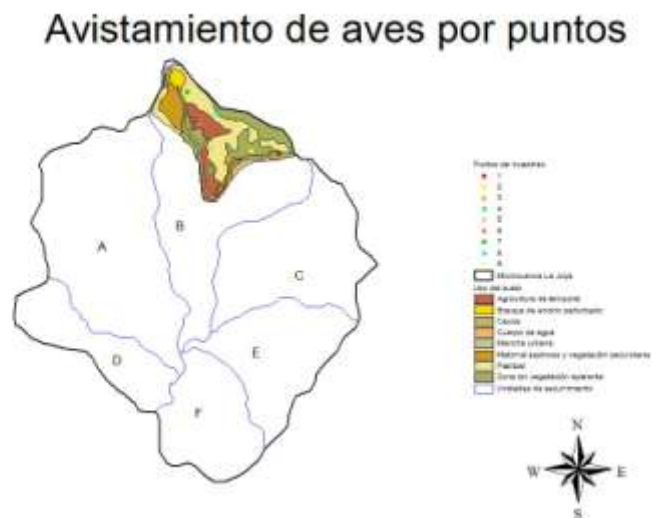 Avistamiento de aves por puntos
A
B
C
D
E
F
Puntos de muestreo
1
2
3
4
5
6
7
8
9
Microcuenca La Joya
Uso del suelo
Agricultura de temporal
Bosque de encino perturbado
Cauce
Cuerpo de agua
Mancha urbana
Matorral espinoso y vegetación secundaria
Pastizal
Zona sin vegetación aparente
Unidades de escurrimiento
N
W E
S